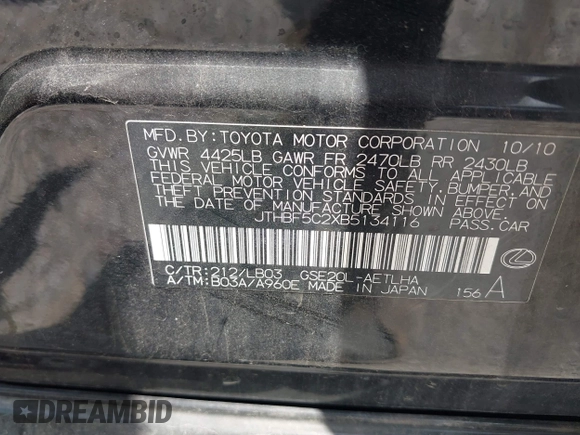 MFD. BY: TOYOTA MOTOR CORPORATION 10/10
GVWR 4425LB GAWR FR 2470LB RR 2430LB
THIS VEHICLE CONFORMS TO ALL APPLICABLE
FEDERAL MOTOR VEHICLE SAFETY, BUMPER, AND
THEFT PREVENTION STANDARDS IN EFFECT ON
THE DATE OF MANUFACTURE SHOWN ABOVE.
JTHBF5C2XB5134116 PASS. CAR
C/TR: 212/LB03 GSE20L-AETLHA
A/TM: B03A/A960E MADE IN JAPAN 156 A
DREAMBID